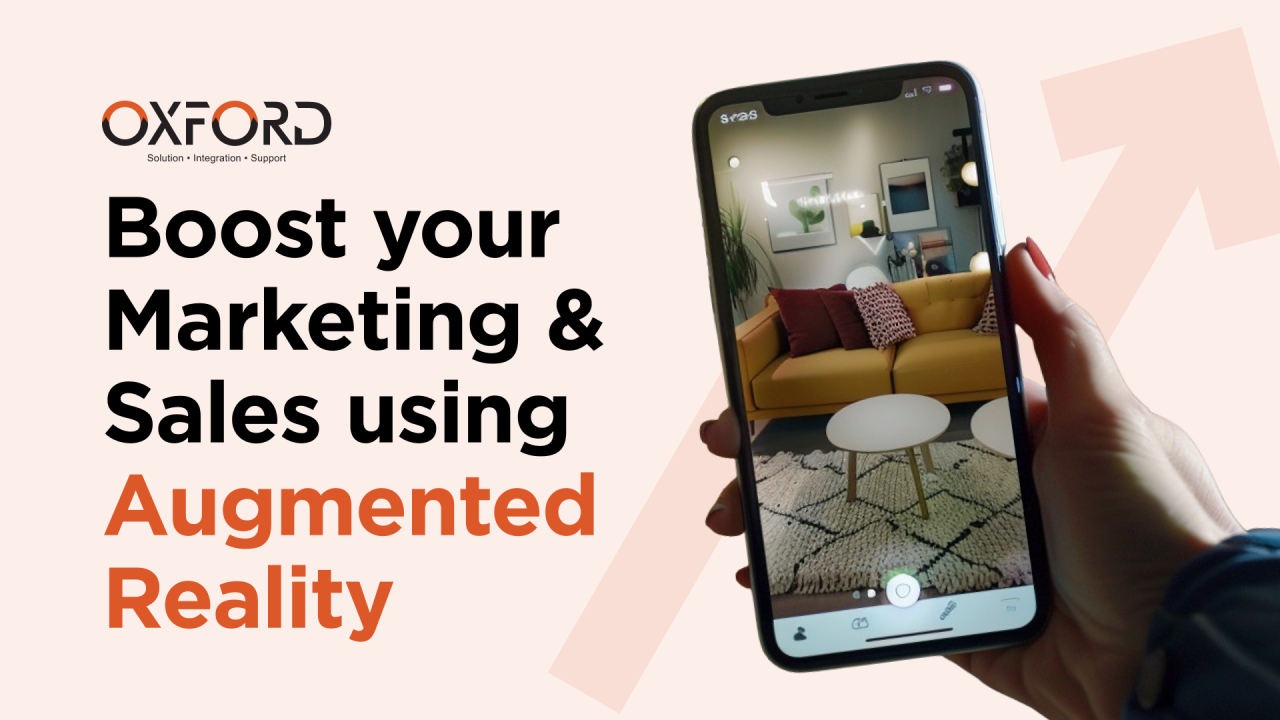 OXFORD
Solution • Integration • Support
Boost your
Marketing &
Sales using
Augmented
Reality